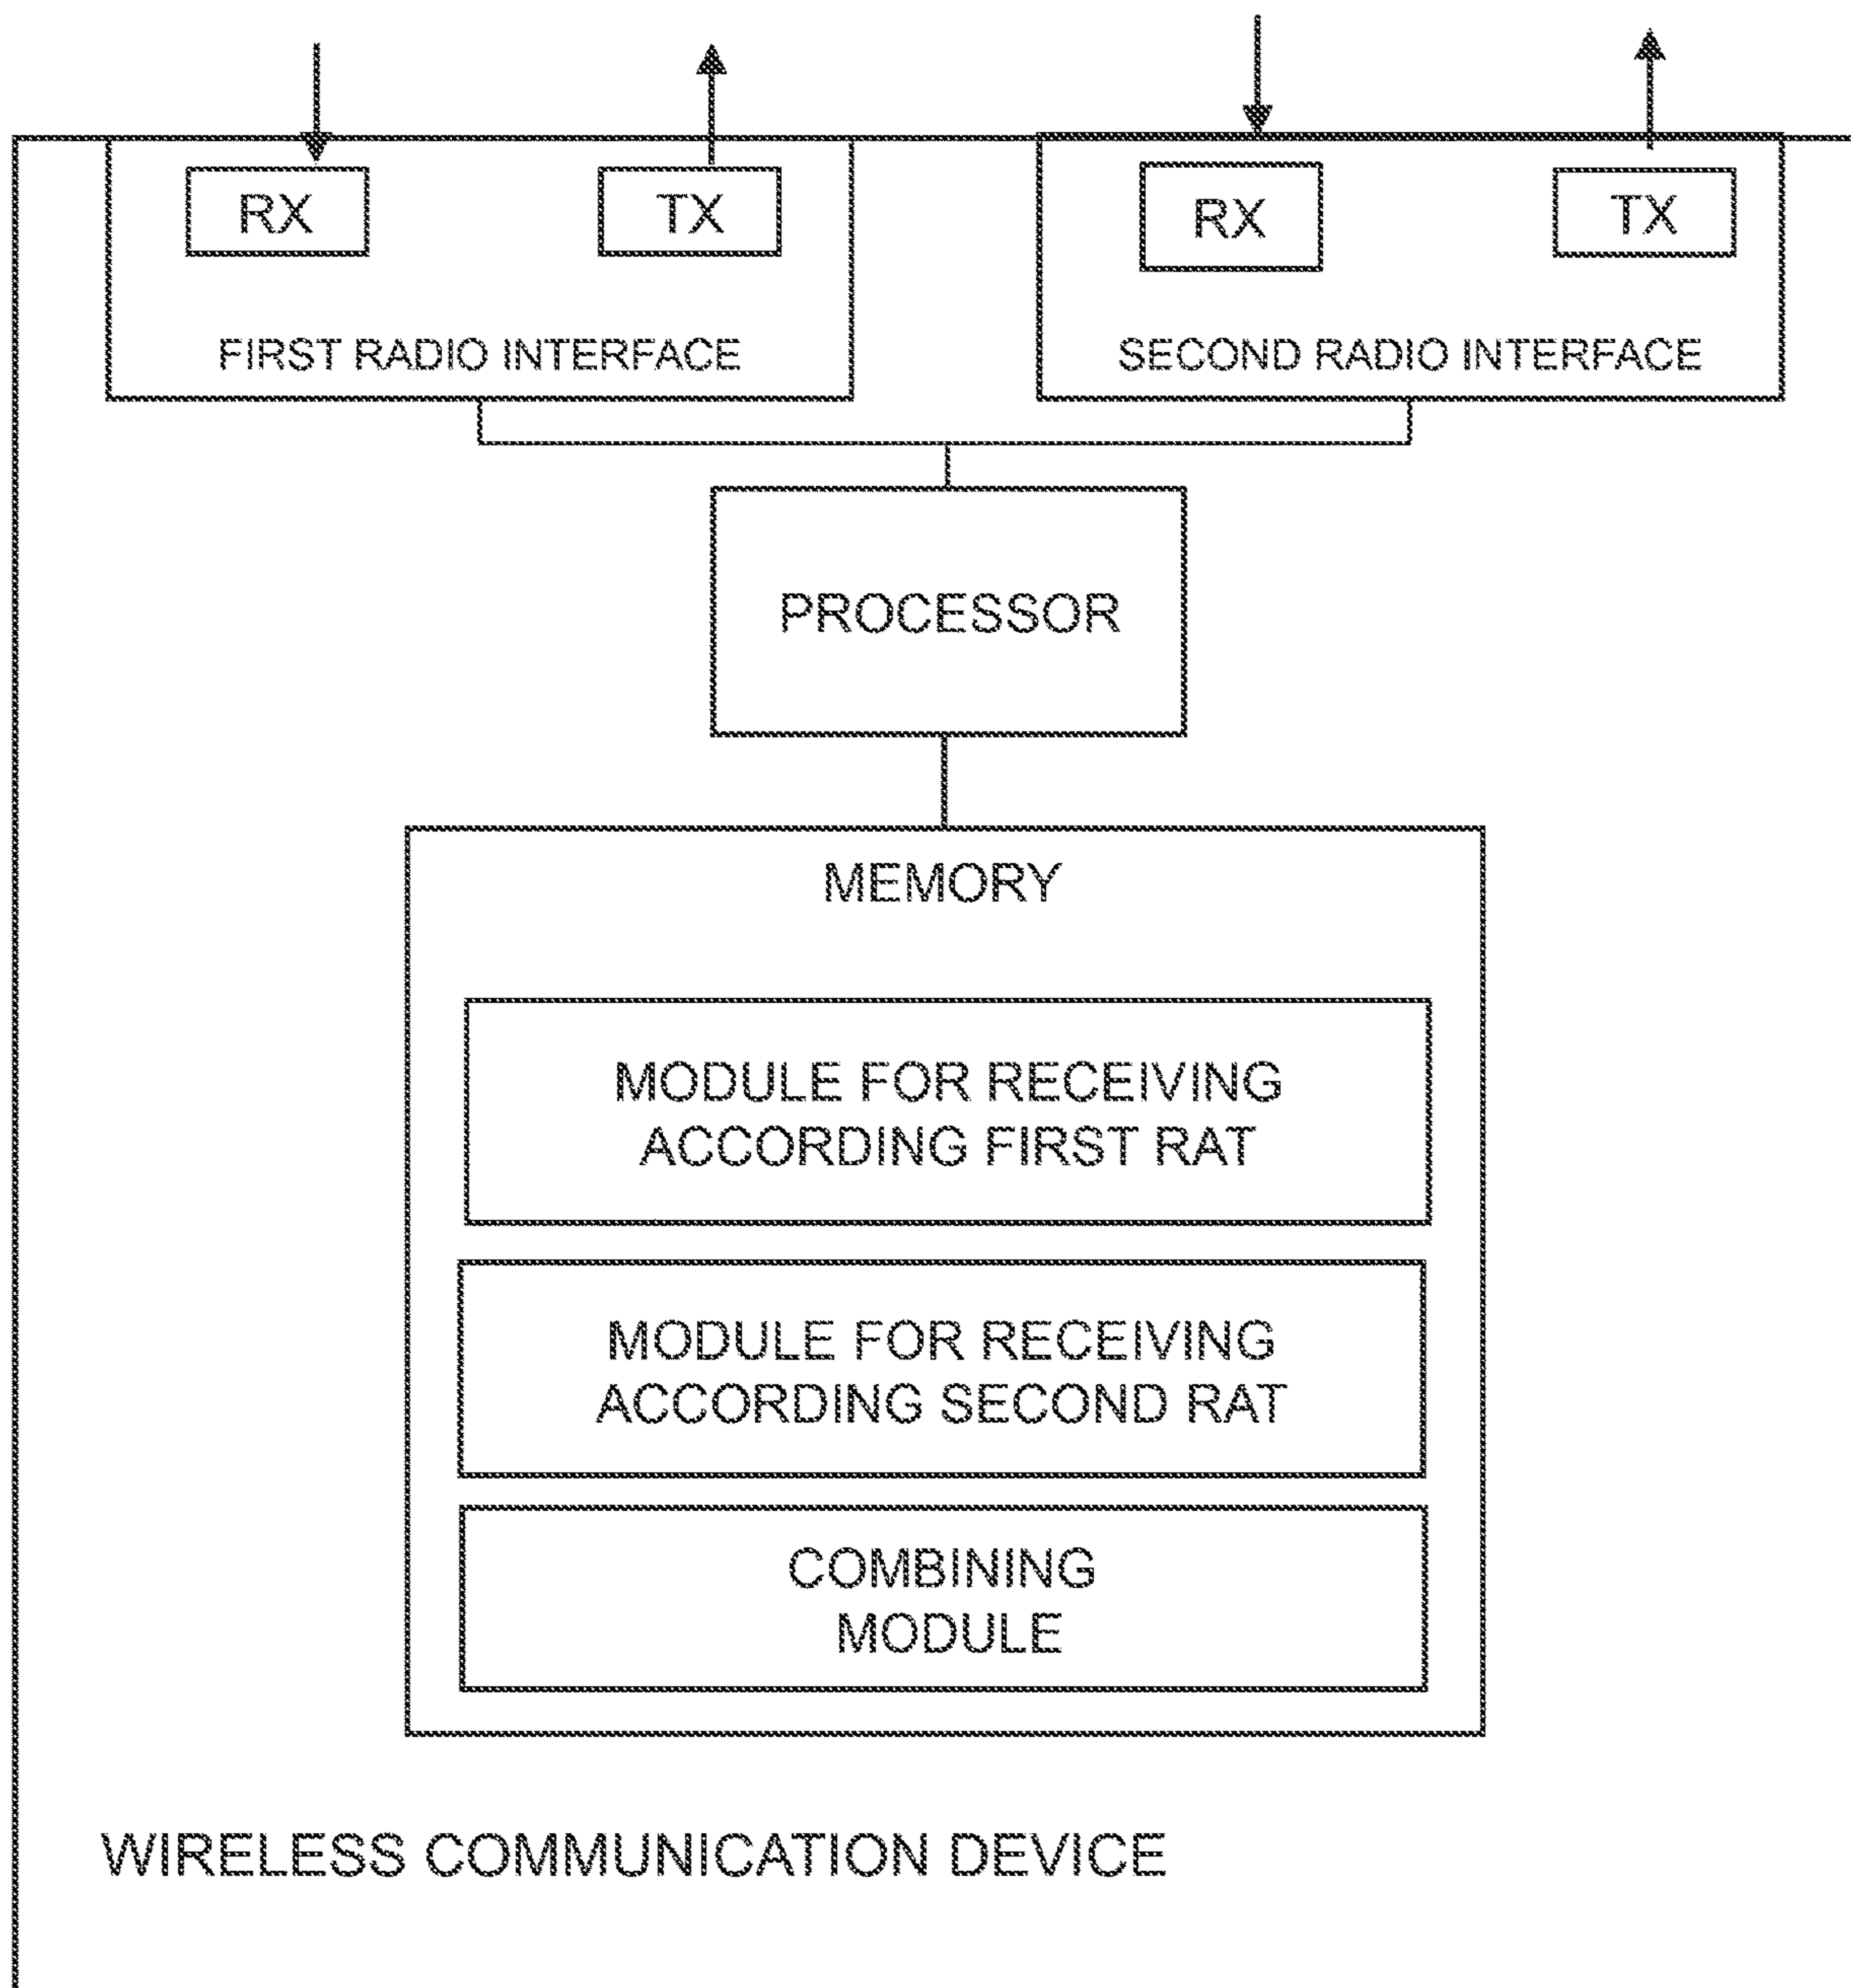 RX
TX
RX
TX
FIRST RADIO INTERFACE
SECOND RADIO INTERFACE
PROCESSOR
MEMORY
MODULE FOR RECEIVING
ACCORDING FIRST RAT
MODULE FOR RECEIVING
ACCORDING SECOND RAT
COMBINING
MODULE
WIRELESS COMMUNICATION DEVICE